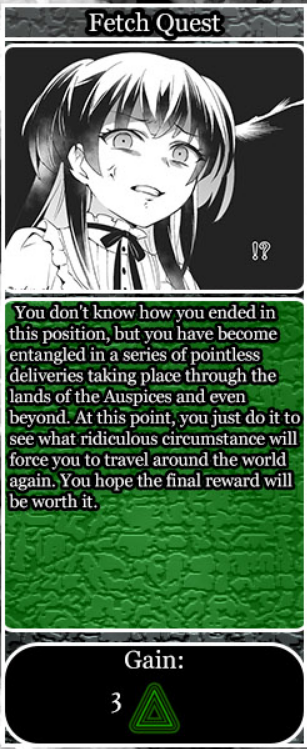 Fetch Quest
!?
You don't know how you ended in
this position, but you have become
entangled in a series of pointless
deliveries taking place through the
lands of the Auspices and even
beyond. At this point, you just do it to
see what ridiculous circumstance will
force you to travel around the world
again. You hope the final reward will
be worth it.
Gain:
3